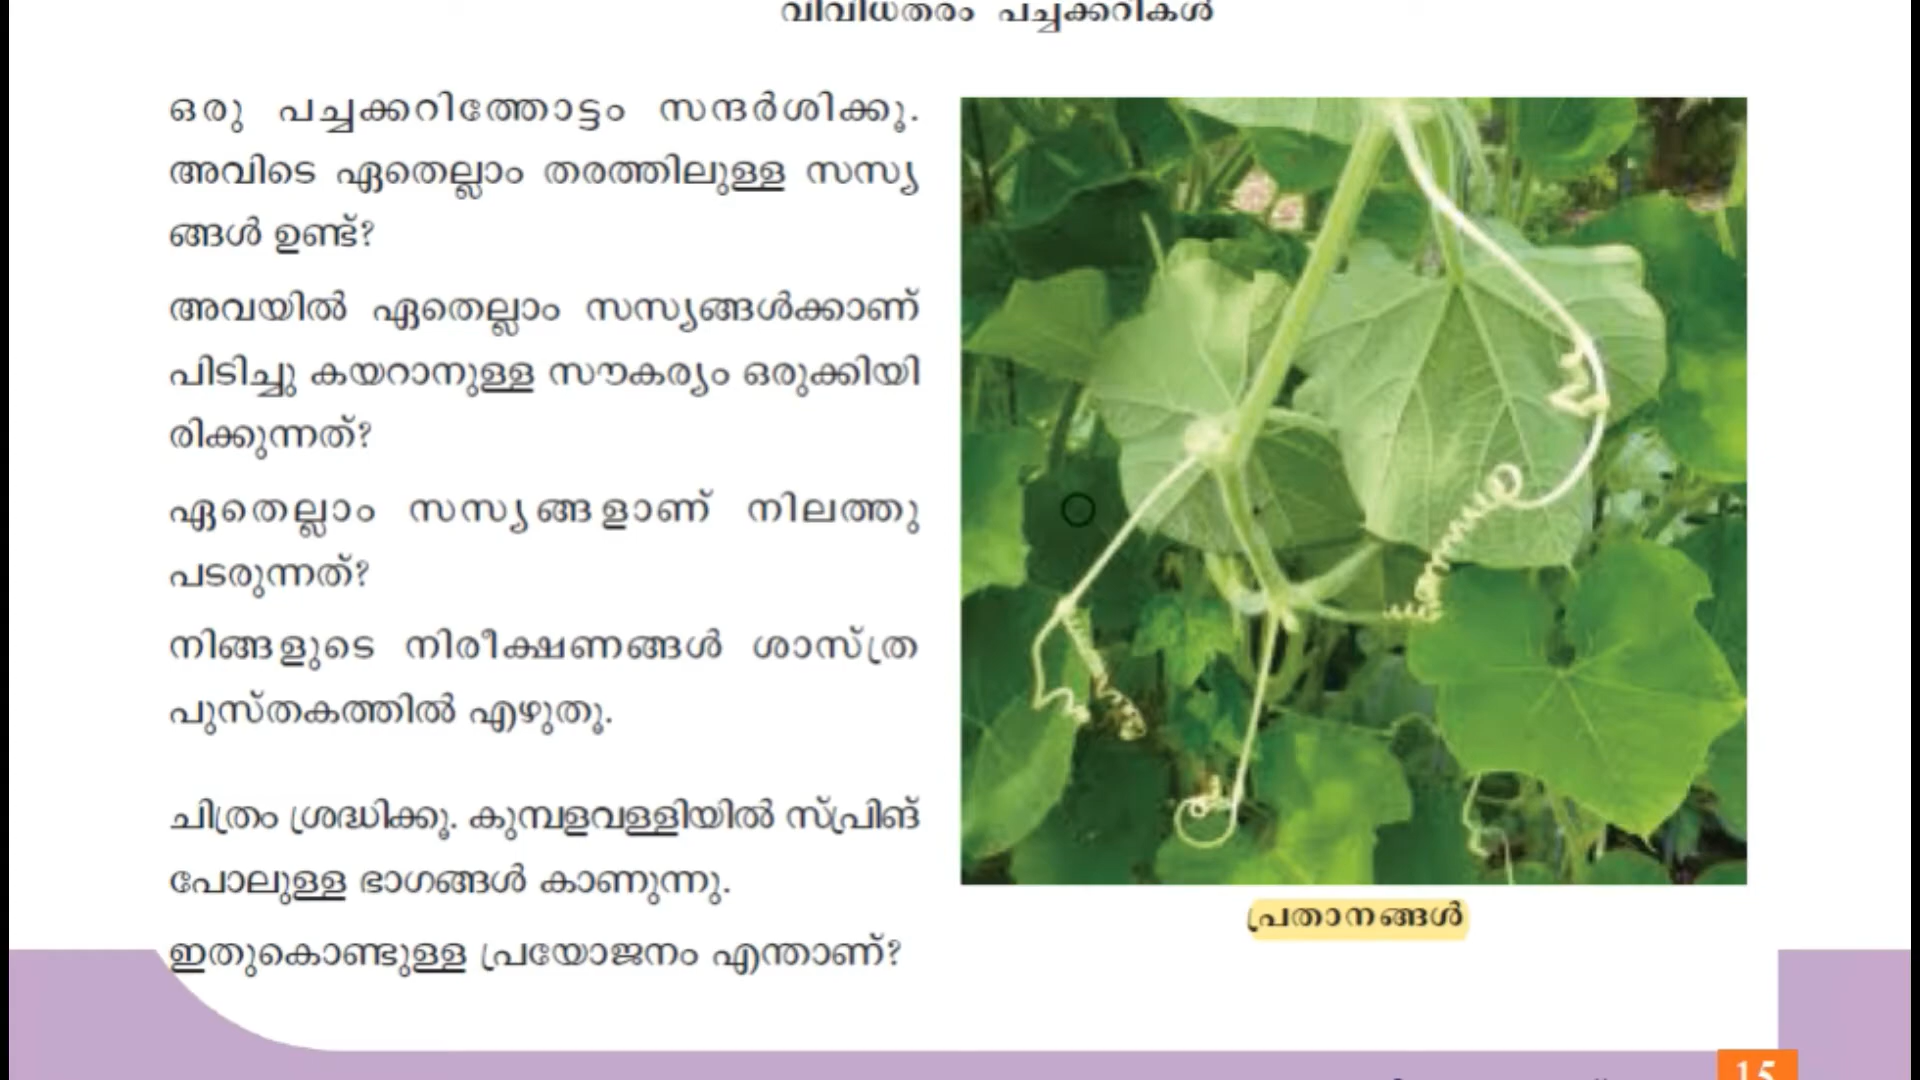 വിവിധതരം പച്ചക്കറികൾ
ഒരു പച്ചക്കറിത്തോട്ടം സന്ദർശിക്കൂ.
അവിടെ ഏതെല്ലാം തരത്തിലുള്ള സസ്യ
ങ്ങൾ ഉണ്ട്?
അവയിൽ ഏതെല്ലാം സസ്യങ്ങൾക്കാണ്
പിടിച്ചു കയറാനുള്ള സൗകര്യം ഒരുക്കിയി
രിക്കുന്നത്?
ഏതെല്ലാം സസ്യങ്ങളാണ് നിലത്തു
പടരുന്നത്?
നിങ്ങളുടെ നിരീക്ഷണങ്ങൾ ശാസ്ത്ര
പുസ്തകത്തിൽ എഴുതൂ.
ചിത്രം ശ്രദ്ധിക്കൂ. കുമ്പളവള്ളിയിൽ സ്പ്രിങ്
പോലുള്ള ഭാഗങ്ങൾ കാണുന്നു.
ഇതുകൊണ്ടുള്ള പ്രയോജനം എന്താണ്?
പ്രതാനങ്ങൾ
15